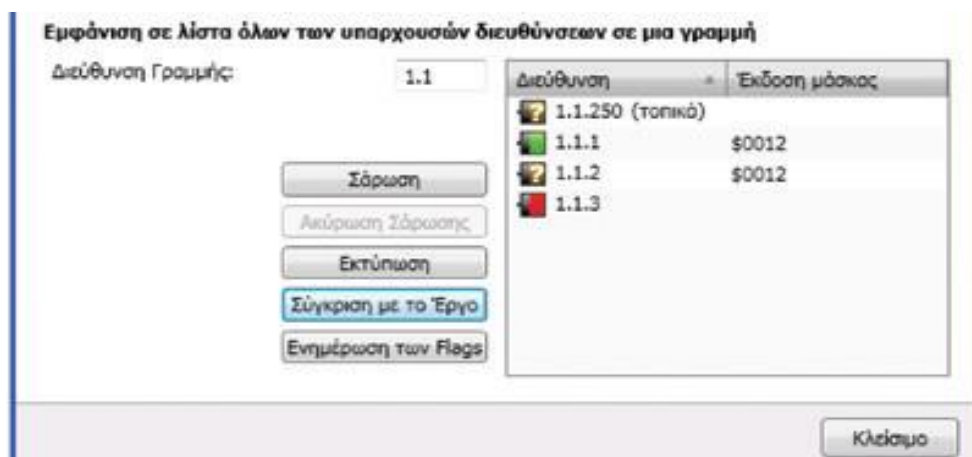 Εμφάνιση σε λίστα όλων των υπαρχουσών διευθύνσεων σε μια γραμμή
Διεύθυνση Γραμμής: 1.1
Διεύθυνση Έκδοση μάσκας
1.1.250 (τοπικό)
1.1.1 $0012
1.1.2 $0012
1.1.3
Σάρωση
Ακύρωση Σάρωσης
Εκτύπωση
Σύγκριση με το Έργο
Ενημέρωση των Flags
Κλείσιμο